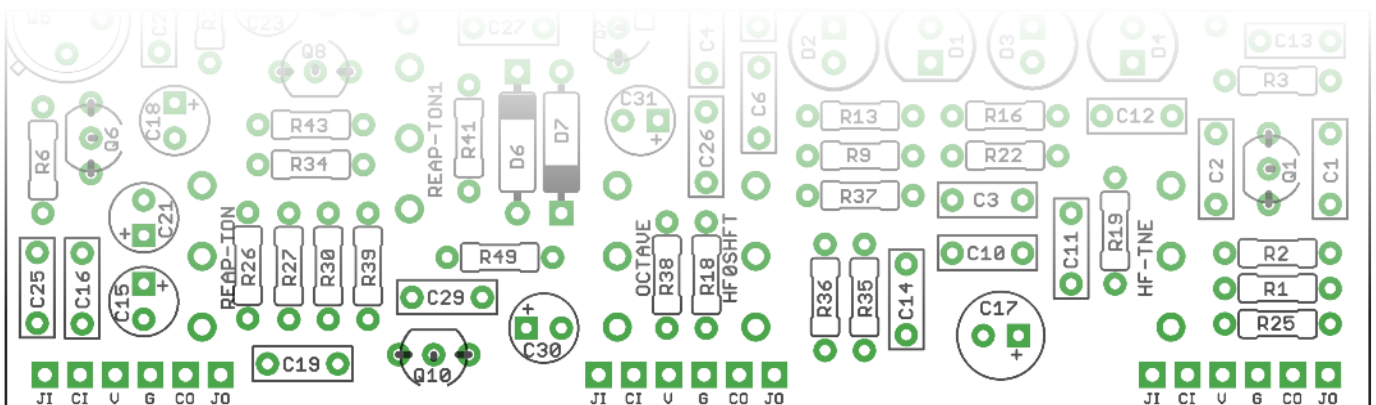 Q5
C23
C27
C4
D2
D1
D3
D4
C13
Q8
R3
C18
C31
C6
Q6
R43
R41
D6
D7
C26
R13
R16
C12
R6
R34
REAP-TON1
R9
R22
C2
Q1
C1
R37
C3
C21
REAP-TON
OCTAVE
HF0SHFT
C11
R19
HF-TNE
C25
C16
C15
R26
R27
R30
R39
R49
R38
R18
R36
R35
C14
C10
R2
C29
R1
C17
R25
C30
C19
Q10
JI CI V G CO JO
JI CI V G CO JO
JI CI V G CO JO